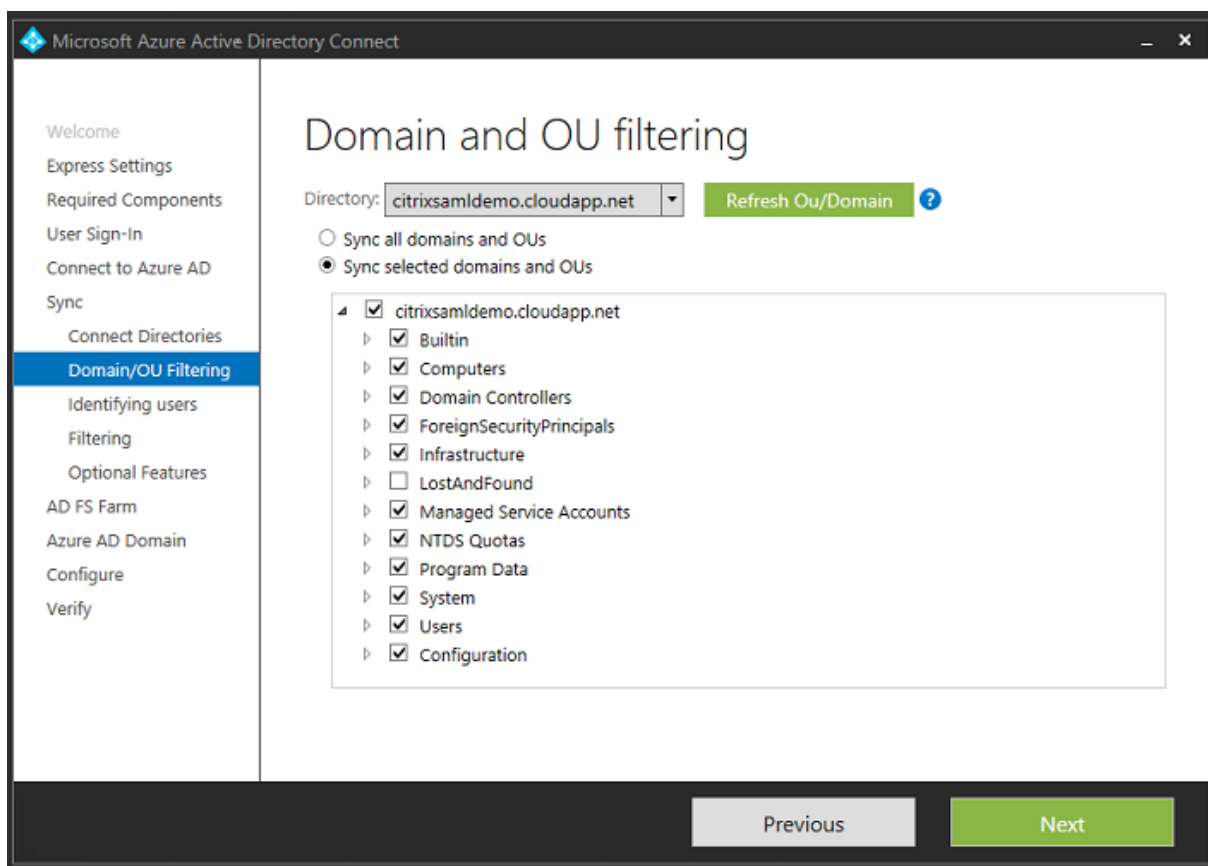 Microsoft Azure Active Directory Connect
Welcome
Express Settings
Required Components
User Sign-In
Connect to Azure AD
Sync
Connect Directories
Domain/OU Filtering
Identifying users
Filtering
Optional Features
AD FS Farm
Azure AD Domain
Configure
Verify
Domain and OU filtering
Directory: citrixsamldemo.cloudapp.net Refresh Ou/Domain ?
Sync all domains and OUs
Sync selected domains and OUs
citrixsamldemo.cloudapp.net
Builtin
Computers
Domain Controllers
ForeignSecurityPrincipals
Infrastructure
LostAndFound
Managed Service Accounts
NTDS Quotas
Program Data
System
Users
Configuration
Previous Next